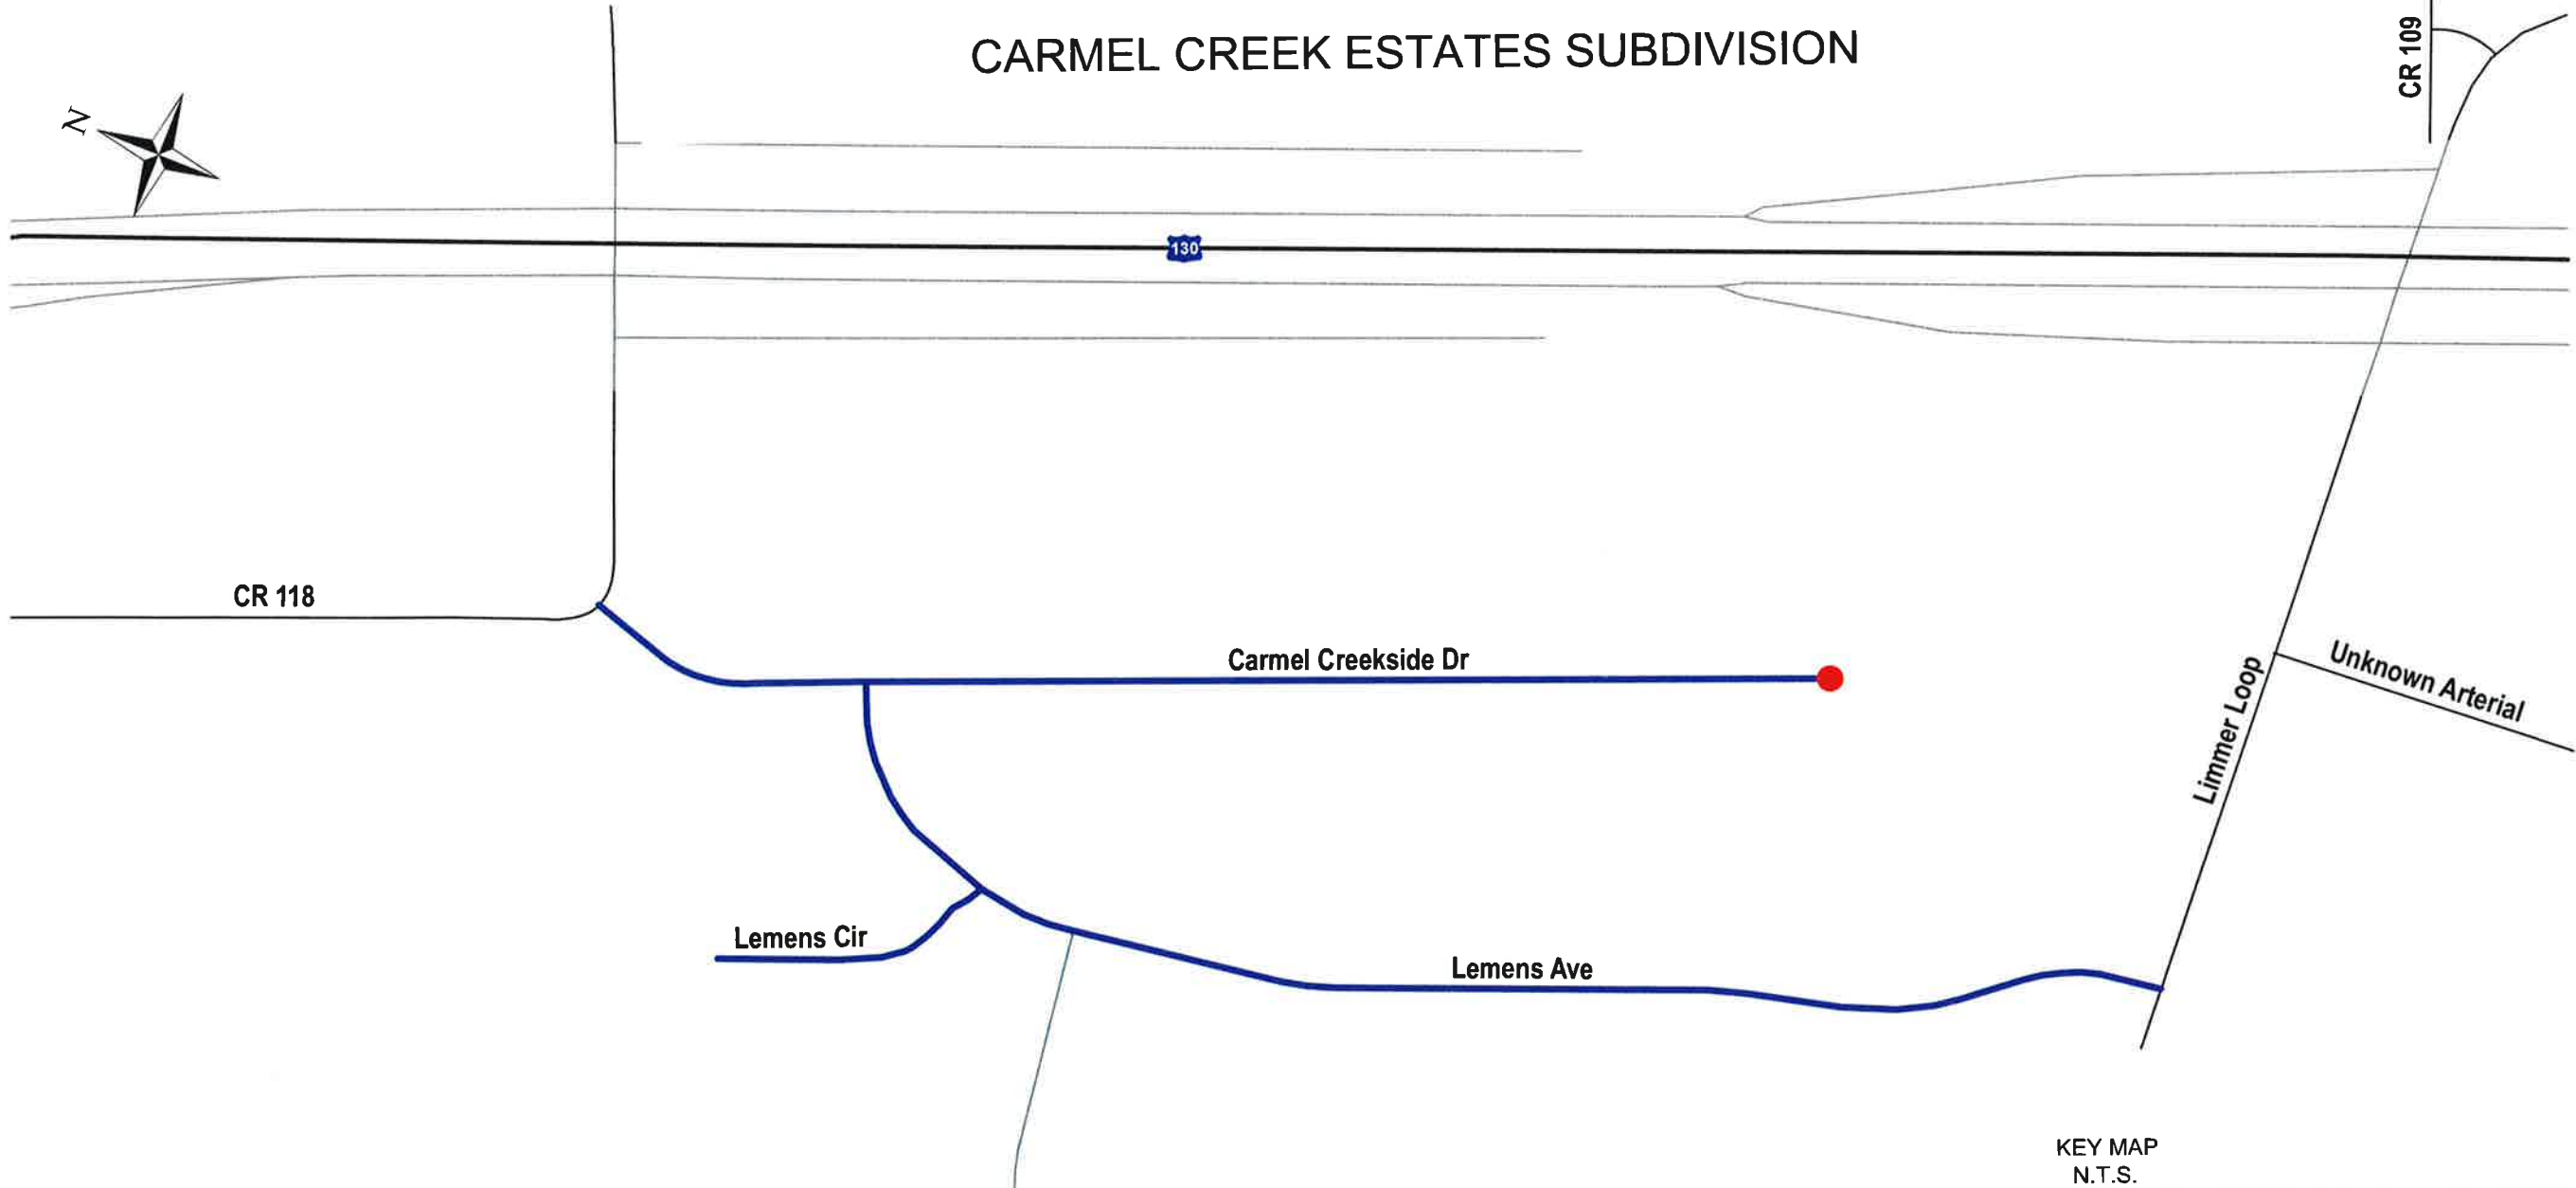 CARMEL CREEK ESTATES SUBDIVISION
CR 109
N
130
CR 118
Carmel Creekside Dr
Unknown Arterial
Limmer Loop
Lemens Cir
Lemens Ave
KEY MAP
N.T.S.